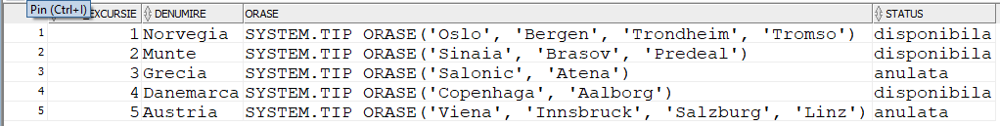 Pin (Ctrl+I)
EXCURSIE DENUMIRE ORASE STATUS
1 1 Norvegia SYSTEM.TIP ORASE('Oslo', 'Bergen', 'Trondheim', 'Tromso') disponibila
2 2 Munte SYSTEM.TIP ORASE('Sinaia', 'Brasov', 'Predeal') disponibila
3 3 Grecia SYSTEM.TIP ORASE('Salonic', 'Atena') anulata
4 4 Danemarca SYSTEM.TIP ORASE('Copenhaga', 'Aalborg') disponibila
5 5 Austria SYSTEM.TIP ORASE('Viena', 'Innsbruck', 'Salzburg', 'Linz') anulata